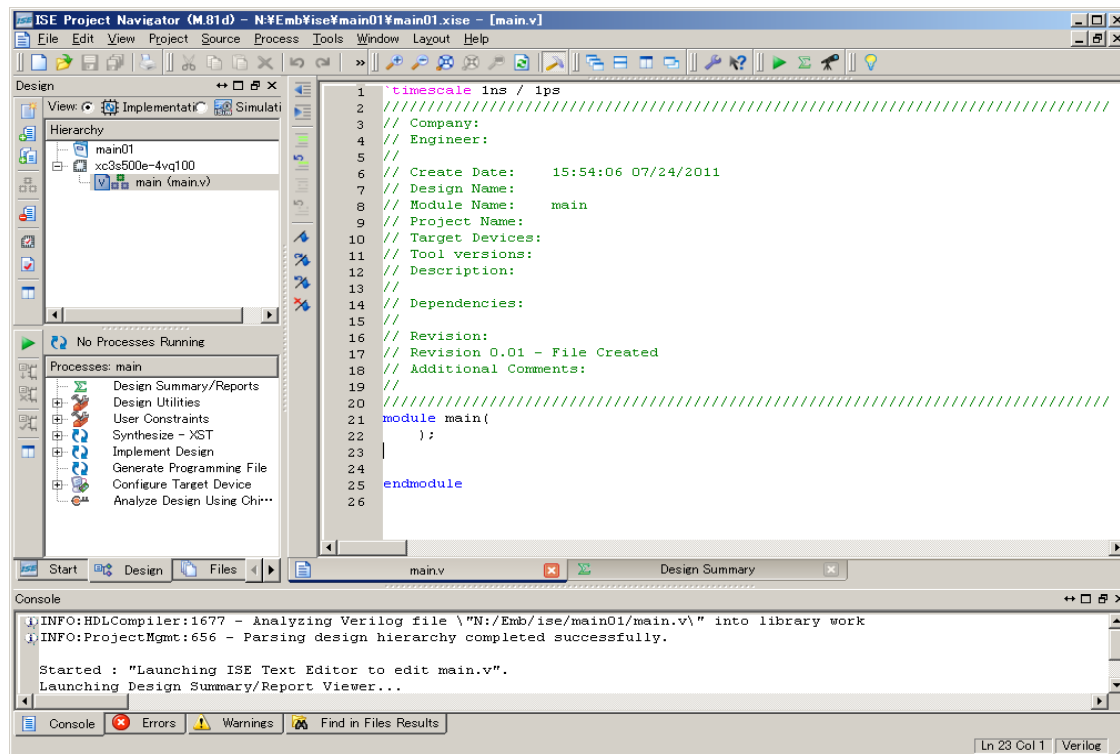 ISE Project Navigator (M.81d) - N:¥Emb¥ise¥main01¥main01.xise - [main.v]
File Edit View Project Source Process Tools Window Layout Help
Design
View: Implementati Simulati
Hierarchy
main01
xc3s500e-4vq100
main (main.v)
No Processes Running
Processes: main
Design Summary/Reports
Design Utilities
User Constraints
Synthesize - XST
Implement Design
Generate Programming File
Configure Target Device
Analyze Design Using Chi...
Start Design Files
1 `timescale 1ns / 1ps
2 //////////////////////////////////////////////////////////////////////////////////
3 // Company:
4 // Engineer:
5 //
6 // Create Date:    15:54:06 07/24/2011
7 // Design Name:
8 // Module Name:    main
9 // Project Name:
10 // Target Devices:
11 // Tool versions:
12 // Description:
13 //
14 // Dependencies:
15 //
16 // Revision:
17 // Revision 0.01 - File Created
18 // Additional Comments:
19 //
20 //////////////////////////////////////////////////////////////////////////////////
21 module main(
22     );
23
24
25 endmodule
26
main.v Design Summary
Console
INFO:HDLCompiler:1677 - Analyzing Verilog file \"N:/Emb/ise/main01/main.v\" into library work
INFO:ProjectMgmt:656 - Parsing design hierarchy completed successfully.
Started : "Launching ISE Text Editor to edit main.v".
Launching Design Summary/Report Viewer...
Console Errors Warnings Find in Files Results
Ln 23 Col 1 Verilog